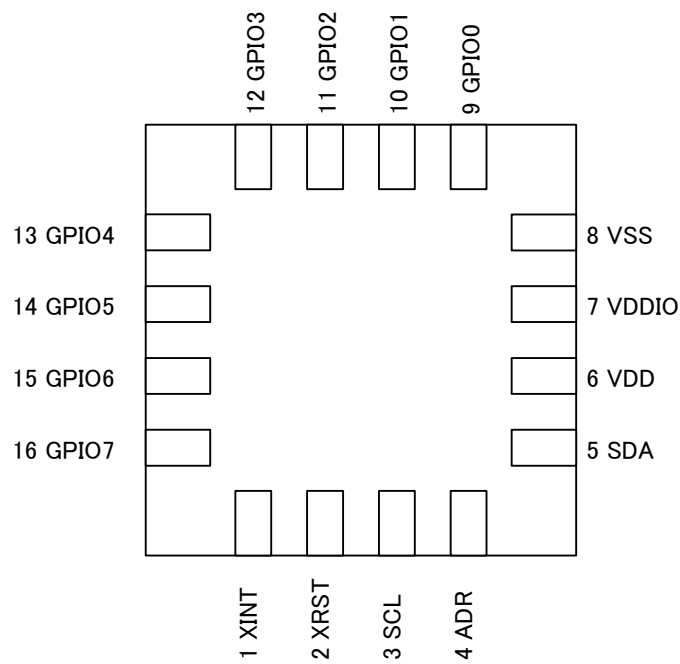 12 GPIO3
11 GPIO2
10 GPIO1
9 GPIO0
13 GPIO4
8 VSS
14 GPIO5
7 VDDIO
15 GPIO6
6 VDD
16 GPIO7
5 SDA
1 XINT
2 XRST
3 SCL
4 ADR